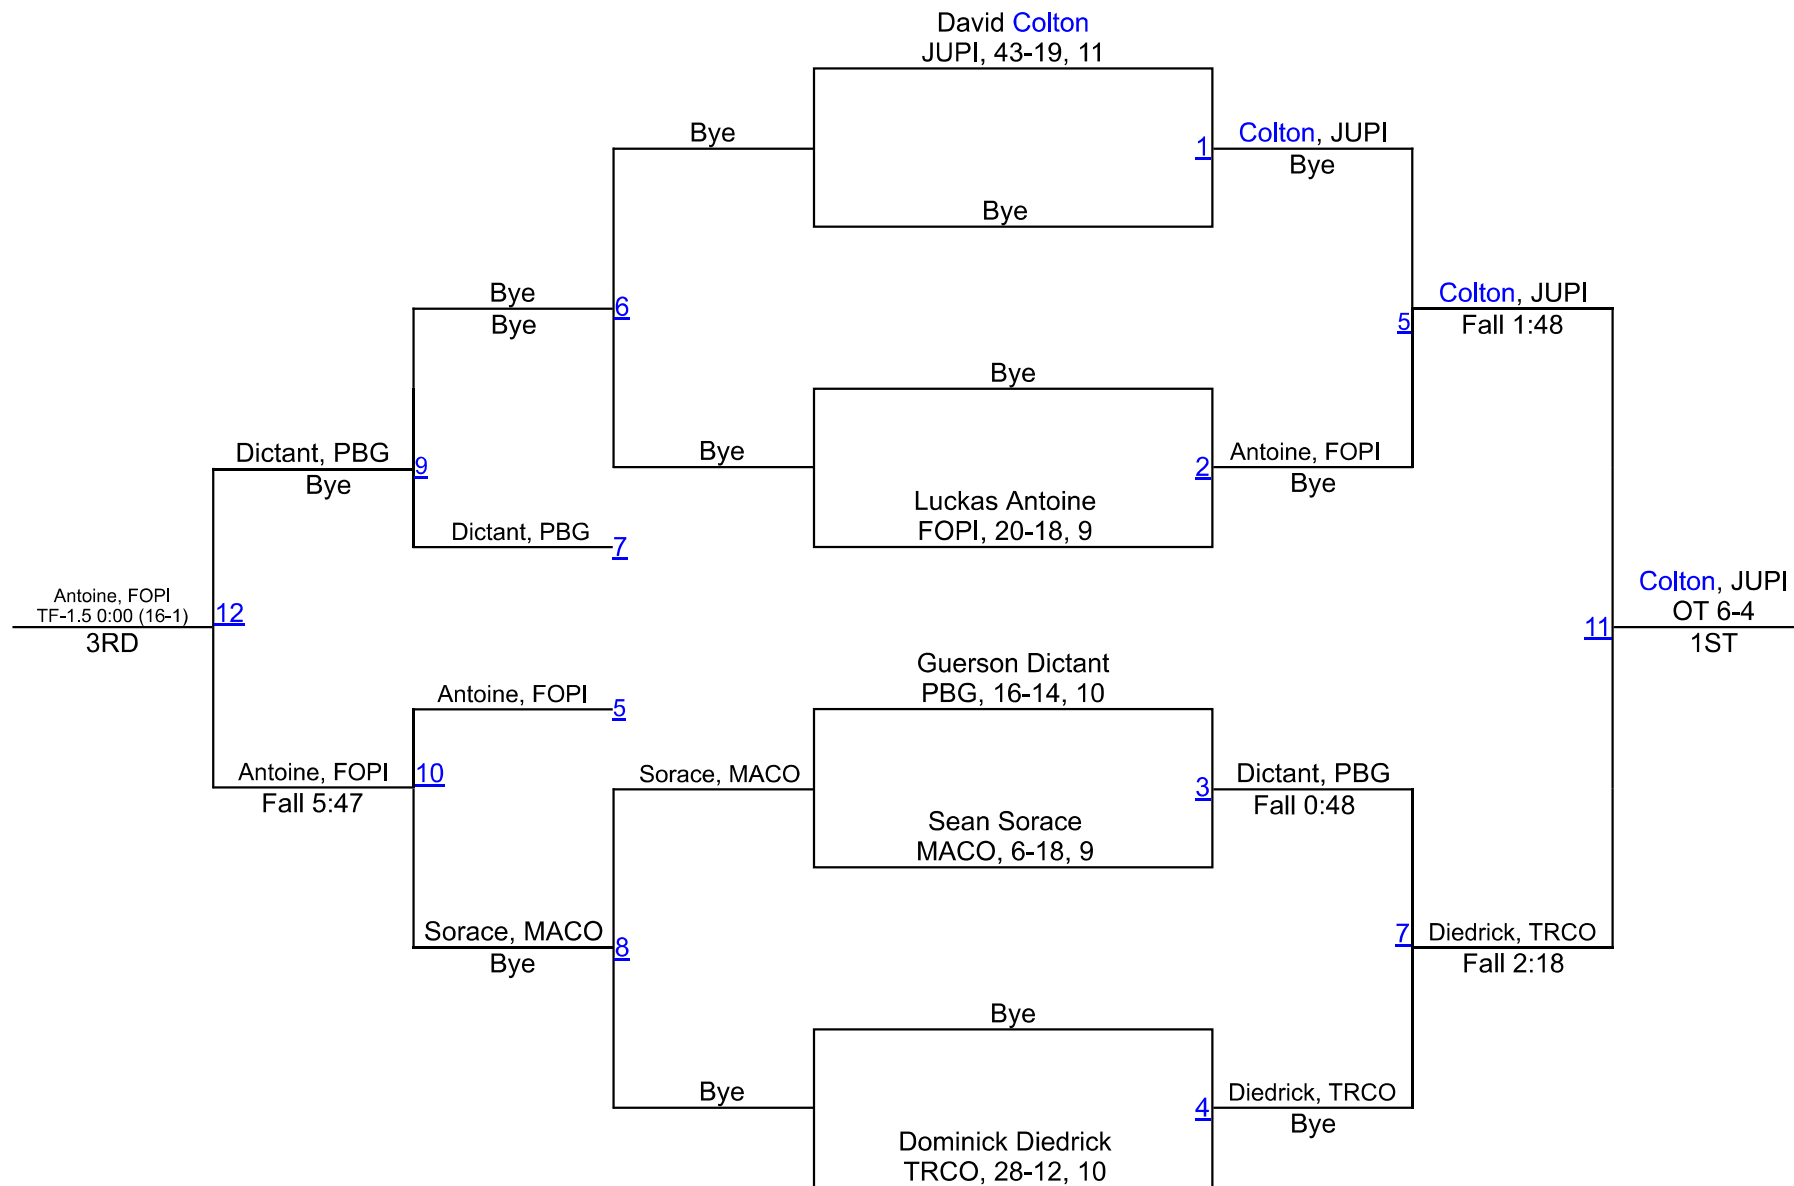 David Colton
JUPI, 43-19, 11
Bye
1
Colton, JUPI
Bye
Bye
Bye
Bye
6
5
Colton, JUPI
Fall 1:48
Bye
Dictant, PBG
Bye
9
Bye
2
Antoine, FOPI
Bye
Luckas Antoine
FOPI, 20-18, 9
Dictant, PBG
7
Antoine, FOPI
TF-1.5 0:00 (16-1)
3RD
12
11
Colton, JUPI
OT 6-4
1ST
Guerson Dictant
PBG, 16-14, 10
Antoine, FOPI
5
Antoine, FOPI
Fall 5:47
10
Sorace, MACO
3
Dictant, PBG
Fall 0:48
Sean Sorace
MACO, 6-18, 9
Sorace, MACO
Bye
8
7
Diedrick, TRCO
Fall 2:18
Bye
Bye
4
Diedrick, TRCO
Bye
Dominick Diedrick
TRCO, 28-12, 10